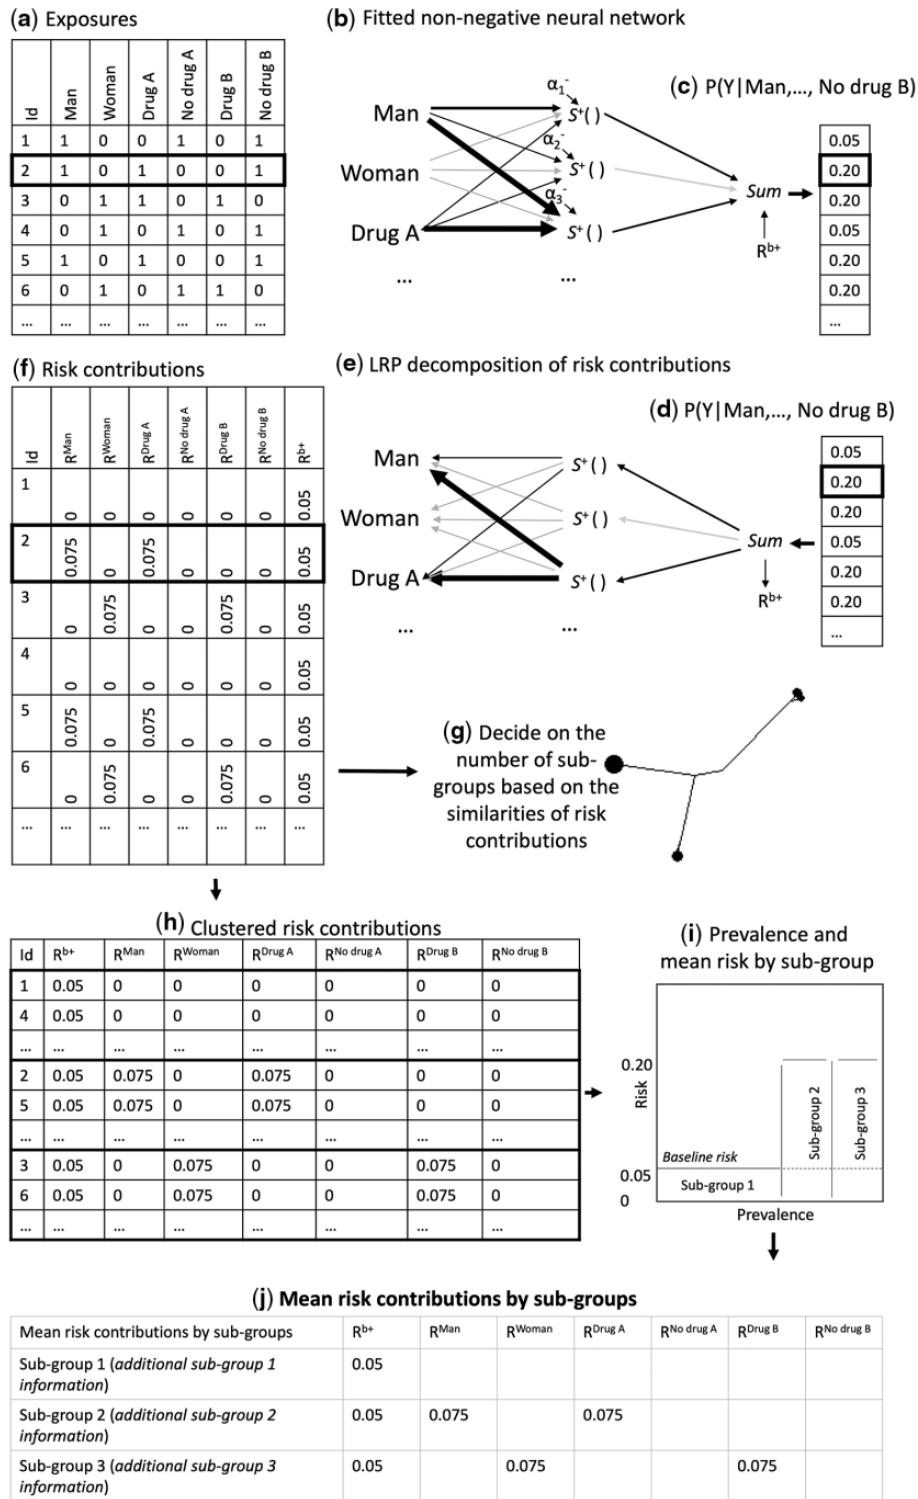 (a) Exposures
Id Man Woman Drug A No drug A Drug B No drug B
1 1 0 0 1 0 1
2 1 0 1 0 0 1
3 0 1 1 0 1 0
4 0 1 0 1 0 1
5 1 0 1 0 0 1
6 0 1 0 1 1 0
... ... ... ... ... ... ...
(b) Fitted non-negative neural network
Man
Woman
Drug A
...
α1-
S+( )
α2-
S+( )
α3-
S+( )
...
Sum
Rb+
(c) P(Y|Man,..., No drug B)
0.05
0.20
0.20
0.05
0.20
0.20
...
(f) Risk contributions
Id RMan RWoman RDrug A RNo drug A RDrug B RNo drug B Rb+
1 0 0 0 0 0 0 0.05
2 0.075 0 0.075 0 0 0 0.05
3 0 0.075 0 0 0.075 0 0.05
4 0 0 0 0 0 0 0.05
5 0.075 0 0.075 0 0 0 0.05
6 0 0.075 0 0 0.075 0 0.05
... ... ... ... ... ... ... ...
(e) LRP decomposition of risk contributions
Man
Woman
Drug A
...
S+( )
S+( )
S+( )
...
Sum
Rb+
(d) P(Y|Man,..., No drug B)
0.05
0.20
0.20
0.05
0.20
0.20
...
(g) Decide on the
number of sub-
groups based on the
similarities of risk
contributions
(h) Clustered risk contributions
Id Rb+ RMan RWoman RDrug A RNo drug A RDrug B RNo drug B
1 0.05 0 0 0 0 0 0
4 0.05 0 0 0 0 0 0
... ... ... ... ... ... ... ...
2 0.05 0.075 0 0.075 0 0 0
5 0.05 0.075 0 0.075 0 0 0
... ... ... ... ... ... ... ...
3 0.05 0 0.075 0 0 0.075 0
6 0.05 0 0.075 0 0 0.075 0
... ... ... ... ... ... ... ...
(i) Prevalence and
mean risk by sub-group
0.20
Risk
0.05
0
Baseline risk
Sub-group 1
Sub-group 2
Sub-group 3
Prevalence
(j) Mean risk contributions by sub-groups
Mean risk contributions by sub-groups Rb+ RMan RWoman RDrug A RNo drug A RDrug B RNo drug B
Sub-group 1 (additional sub-group 1 0.05
information)
Sub-group 2 (additional sub-group 2 0.05 0.075 0.075
information)
Sub-group 3 (additional sub-group 3 0.05 0.075 0.075
information)